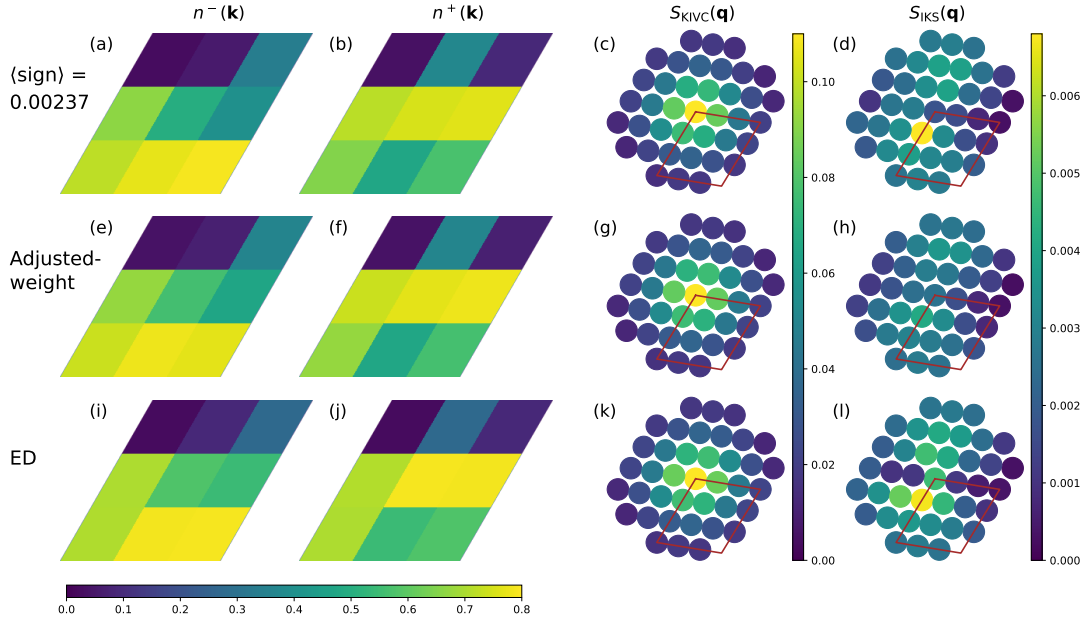 n⁻(k) n⁺(k) S_KIVC(q) S_IKS(q)
(a) (b) (c) (d)
⟨sign⟩ =
0.00237
(e) (f) (g) (h)
Adjusted-
weight
(i) (j) (k) (l)
ED
0.10
0.08
0.06
0.04
0.02
0.00
0.006
0.005
0.004
0.003
0.002
0.001
0.000
0.0 0.1 0.2 0.3 0.4 0.5 0.6 0.7 0.8